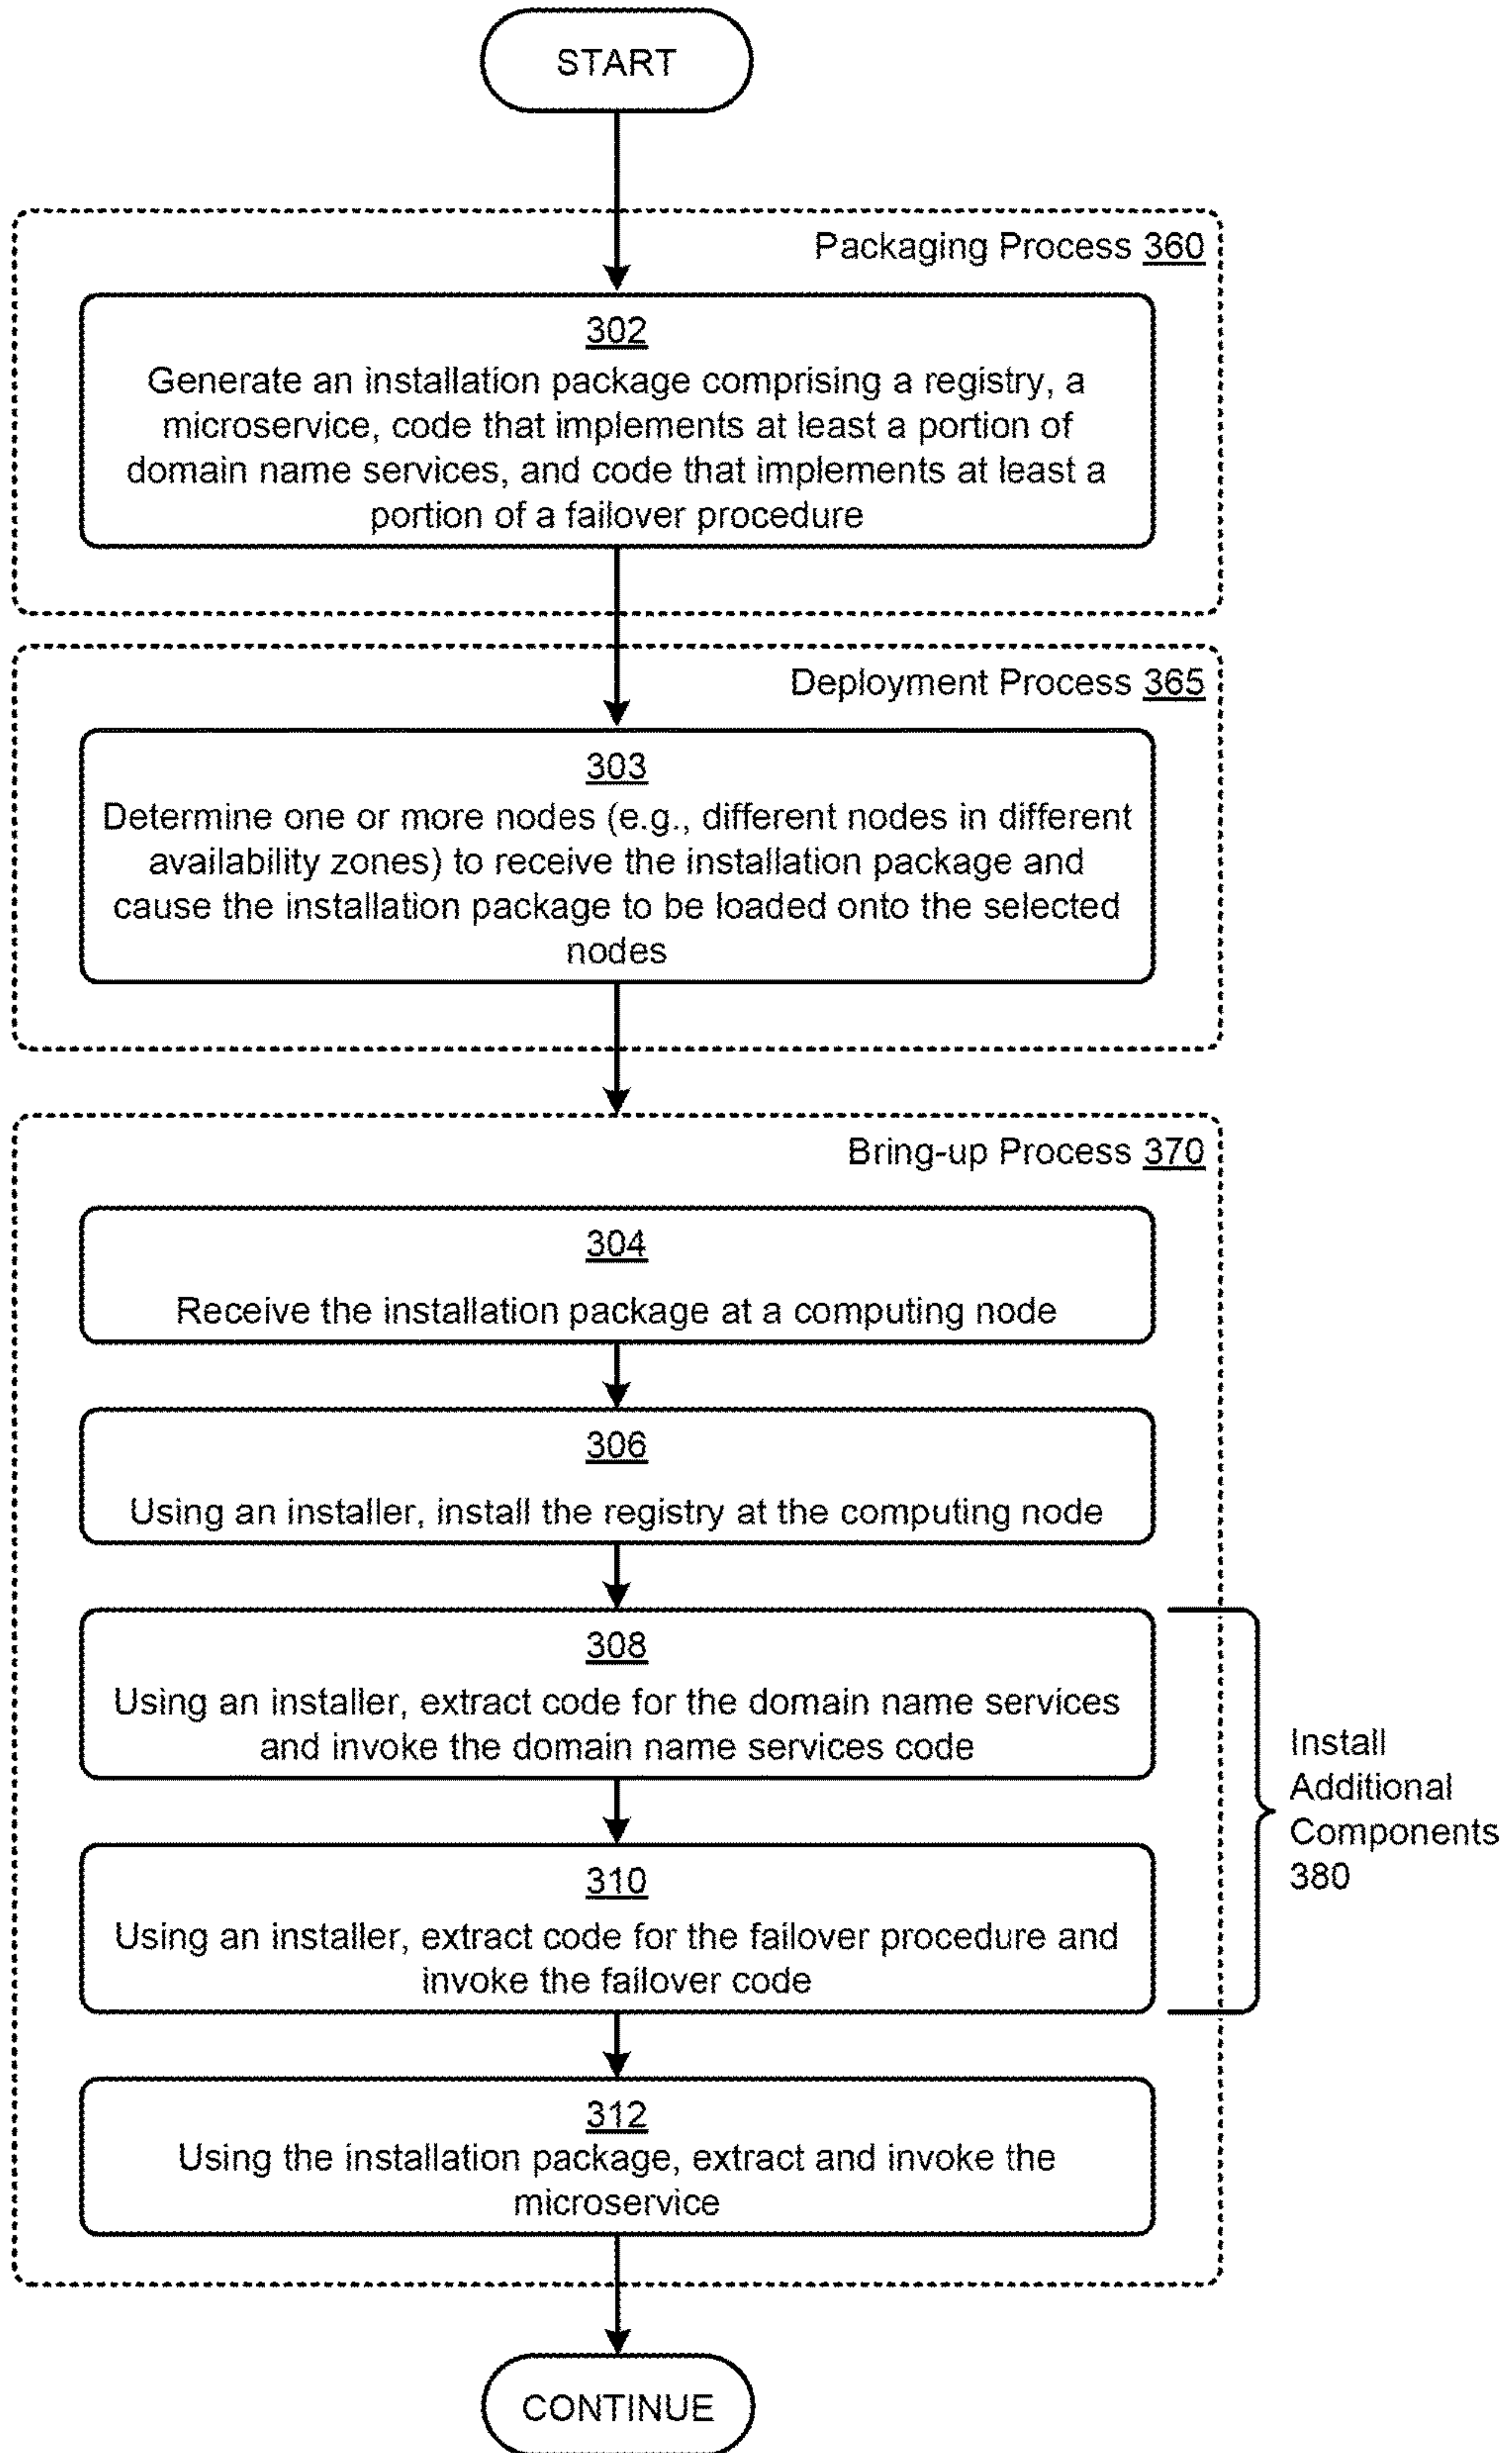 START
Packaging Process 360
302
Generate an installation package comprising a registry, a
microservice, code that implements at least a portion of
domain name services, and code that implements at least a
portion of a failover procedure
Deployment Process 365
303
Determine one or more nodes (e.g., different nodes in different
availability zones) to receive the installation package and
cause the installation package to be loaded onto the selected
nodes
Bring-up Process 370
304
Receive the installation package at a computing node
306
Using an installer, install the registry at the computing node
308
Using an installer, extract code for the domain name services
and invoke the domain name services code
310
Using an installer, extract code for the failover procedure and
invoke the failover code
Install
Additional
Components
380
312
Using the installation package, extract and invoke the
microservice
CONTINUE